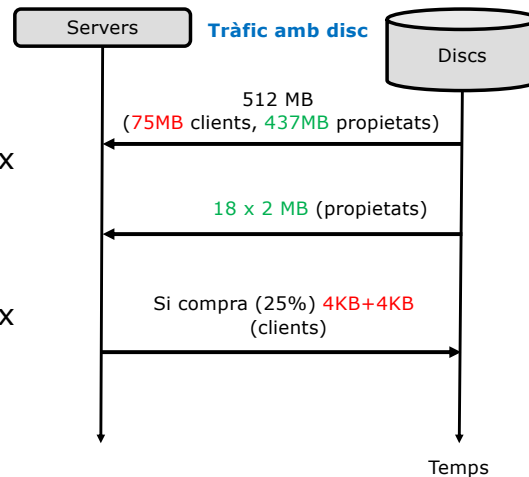 Servers
Tràfic amb disc
Discs
512 MB
(75MB clients, 437MB propietats)
x
18 x 2 MB (propietats)
Si compra (25%) 4KB+4KB
x
(clients)
Temps